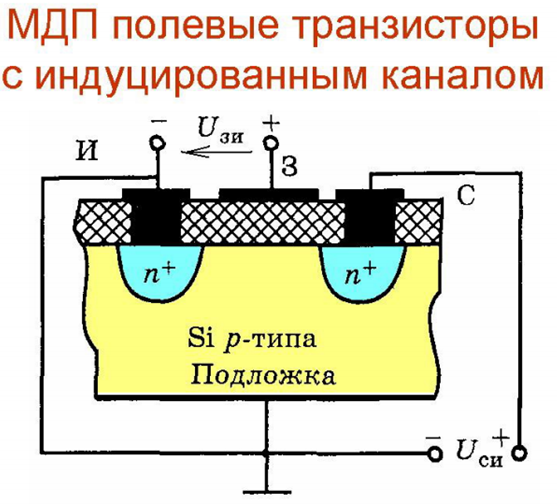 МДП полевые транзисторы
с индуцированным каналом
− Uзи +
И
З
С
n+ n+
Si p-типа
Подложка
− Uси +